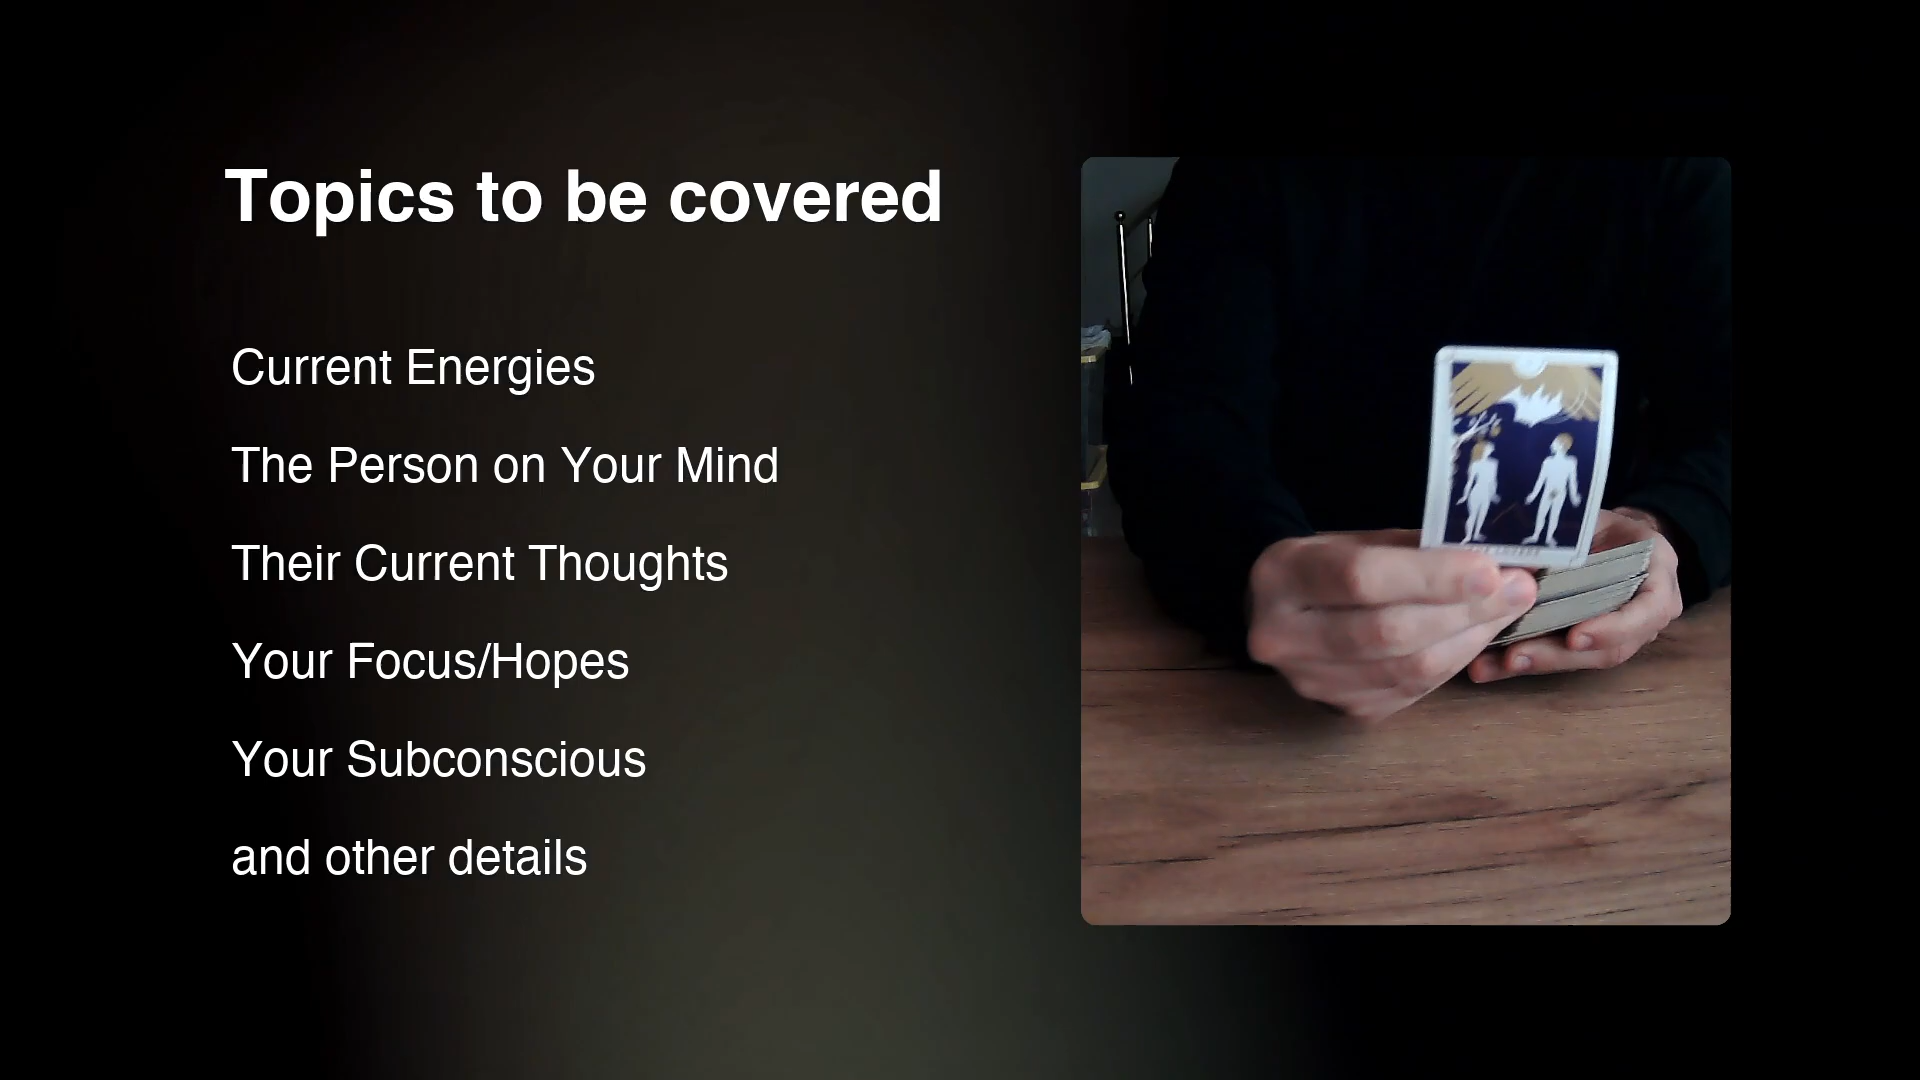 Topics to be covered
Current Energies
The Person on Your Mind
Their Current Thoughts
Your Focus/Hopes
Your Subconscious
and other details